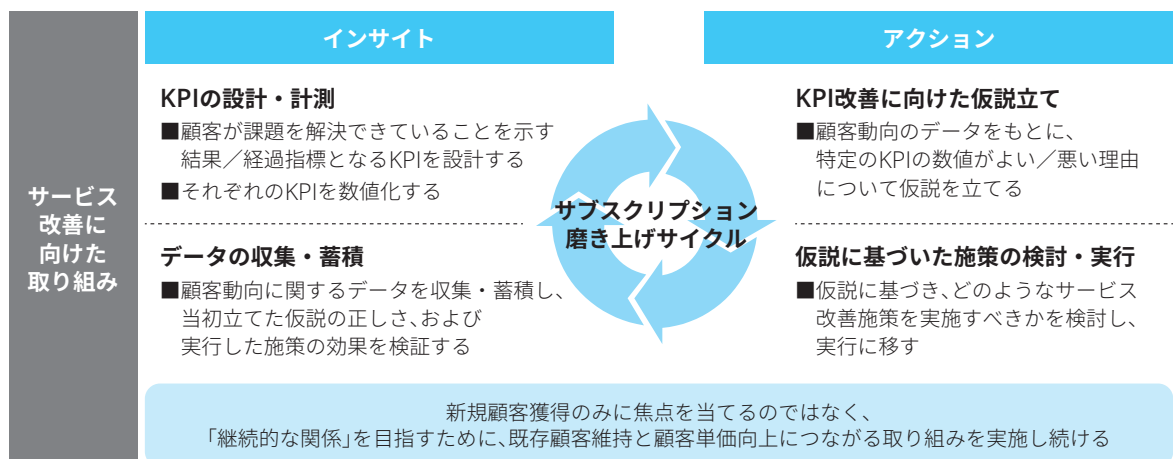 サービス
改善に
向けた
取り組み
インサイト
アクション
KPIの設計・計測
■顧客が課題を解決できていることを示す
結果／経過指標となるKPIを設計する
■それぞれのKPIを数値化する
KPI改善に向けた仮説立て
■顧客動向のデータをもとに、
特定のKPIの数値がよい／悪い理由
について仮説を立てる
サブスクリプション
磨き上げサイクル
データの収集・蓄積
■顧客動向に関するデータを収集・蓄積し、
当初立てた仮説の正しさ、および
実行した施策の効果を検証する
仮説に基づいた施策の検討・実行
■仮説に基づき、どのようなサービス
改善施策を実施すべきかを検討し、
実行に移す
新規顧客獲得のみに焦点を当てるのではなく、
「継続的な関係」を目指すために、既存顧客維持と顧客単価向上につながる取り組みを実施し続ける